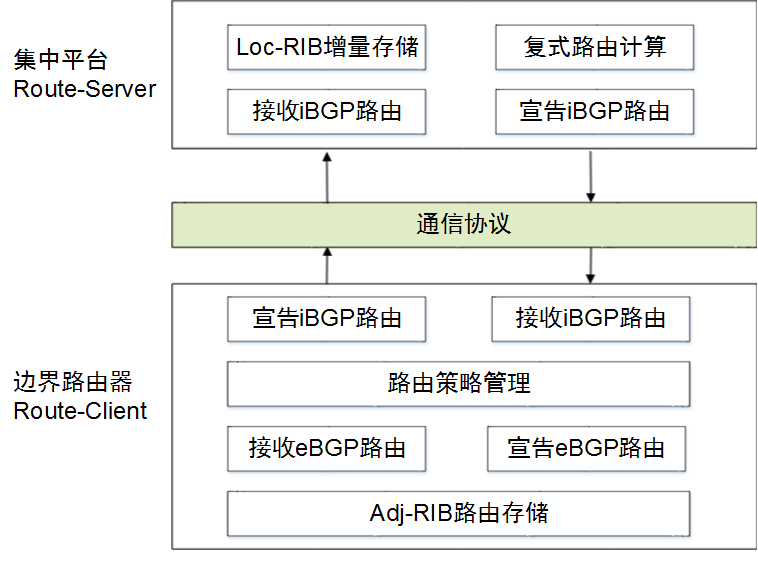 集中平台
Route-Server
Loc-RIB增量存储
复式路由计算
接收iBGP路由
宣告iBGP路由
通信协议
边界路由器
Route-Client
宣告iBGP路由
接收iBGP路由
路由策略管理
接收eBGP路由
宣告eBGP路由
Adj-RIB路由存储